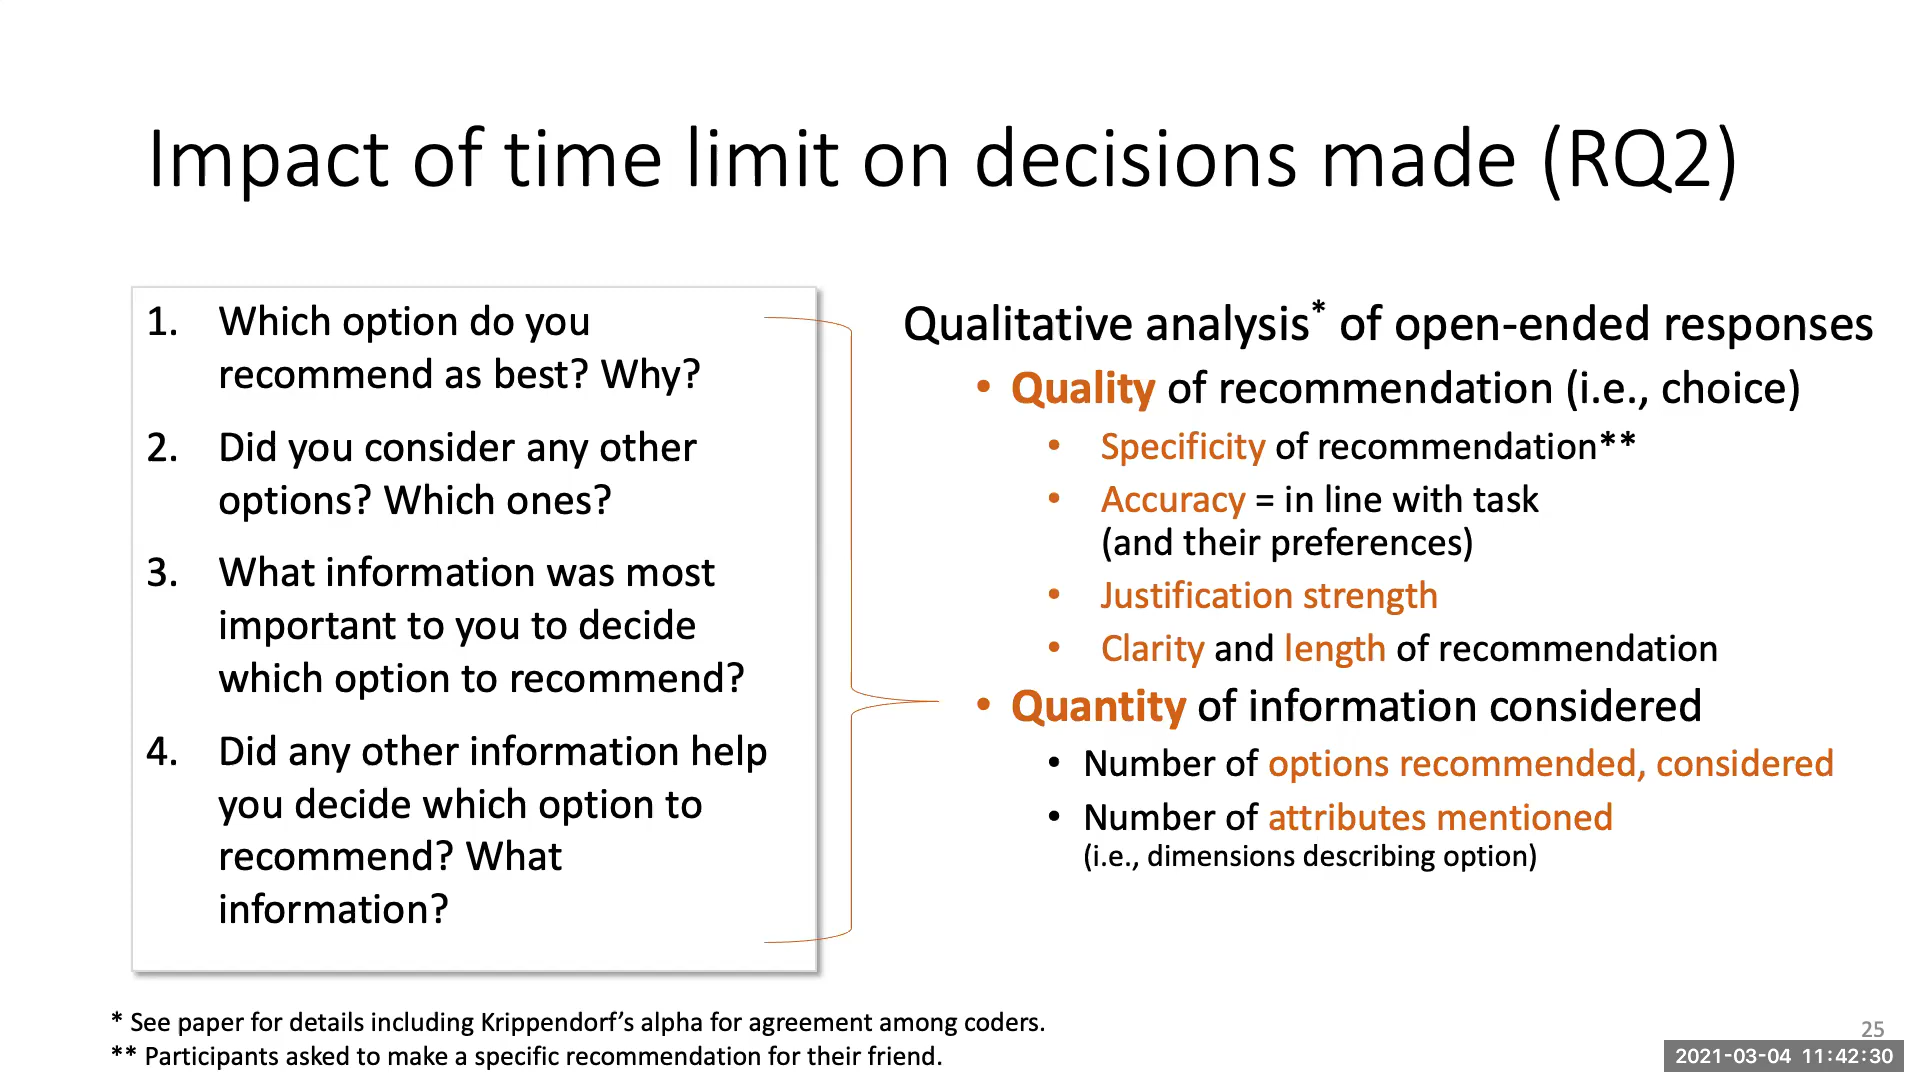 Impact of time limit on decisions made (RQ2)
1. Which option do you
recommend as best? Why?
2. Did you consider any other
options? Which ones?
3. What information was most
important to you to decide
which option to recommend?
4. Did any other information help
you decide which option to
recommend? What
information?
Qualitative analysis* of open-ended responses
• Quality of recommendation (i.e., choice)
• Specificity of recommendation**
• Accuracy = in line with task
(and their preferences)
• Justification strength
• Clarity and length of recommendation
• Quantity of information considered
• Number of options recommended, considered
• Number of attributes mentioned
(i.e., dimensions describing option)
* See paper for details including Krippendorf's alpha for agreement among coders.
** Participants asked to make a specific recommendation for their friend.
25
2021-03-04 11:42:30